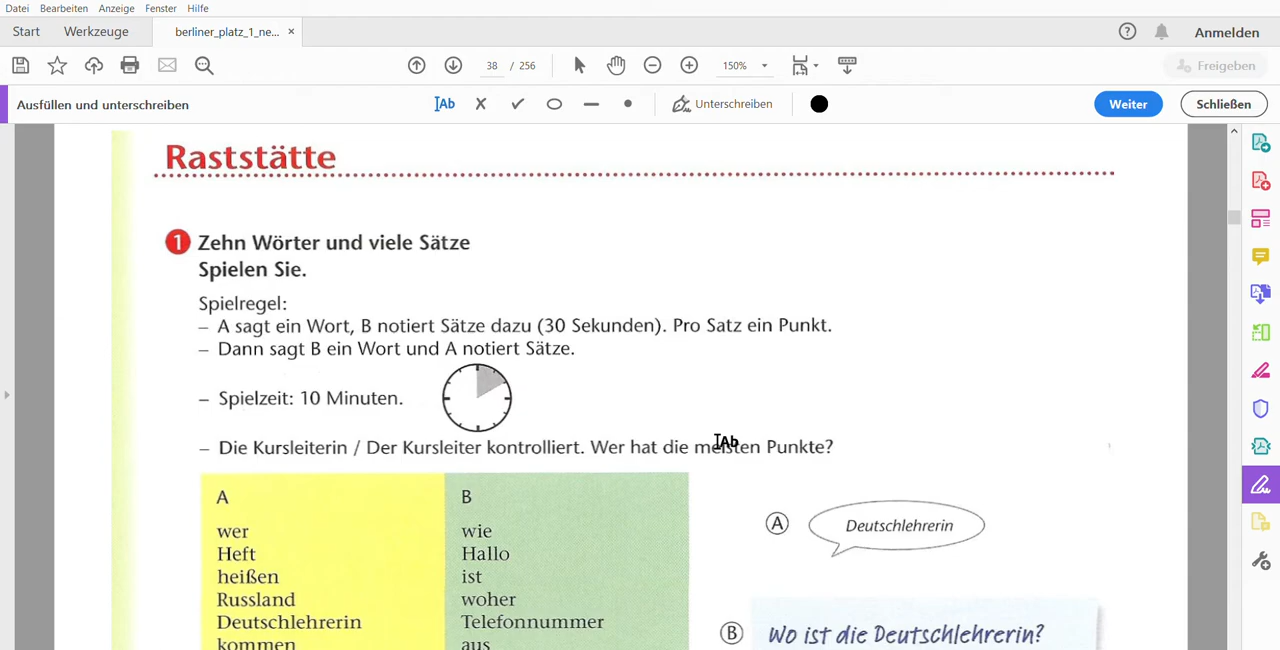 Datei Bearbeiten Anzeige Fenster Hilfe
Start Werkzeuge berliner_platz_1_ne... × Anmelden
38 / 256 150% Freigeben
Ausfüllen und unterschreiben Ab Unterschreiben Weiter Schließen
Raststätte
1 Zehn Wörter und viele Sätze
Spielen Sie.
Spielregel:
– A sagt ein Wort, B notiert Sätze dazu (30 Sekunden). Pro Satz ein Punkt.
– Dann sagt B ein Wort und A notiert Sätze.
– Spielzeit: 10 Minuten.
– Die Kursleiterin / Der Kursleiter kontrolliert. Wer hat die meisten Punkte?
Ab
A
wer
Heft
heißen
Russland
Deutschlehrerin
kommen
B
wie
Hallo
ist
woher
Telefonnummer
aus
A Deutschlehrerin
B Wo ist die Deutschlehrerin?